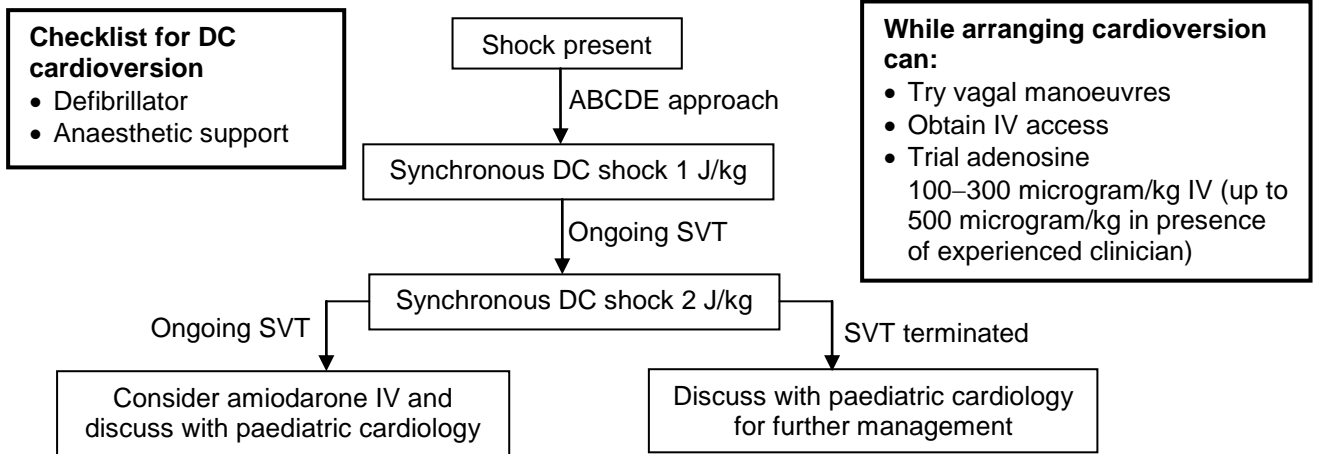 Checklist for DC
cardioversion
• Defibrillator
• Anaesthetic support
Shock present
ABCDE approach
Synchronous DC shock 1 J/kg
Ongoing SVT
Synchronous DC shock 2 J/kg
Ongoing SVT
SVT terminated
Consider amiodarone IV and
discuss with paediatric cardiology
Discuss with paediatric cardiology
for further management
While arranging cardioversion
can:
• Try vagal manoeuvres
• Obtain IV access
• Trial adenosine
100–300 microgram/kg IV (up to
500 microgram/kg in presence
of experienced clinician)